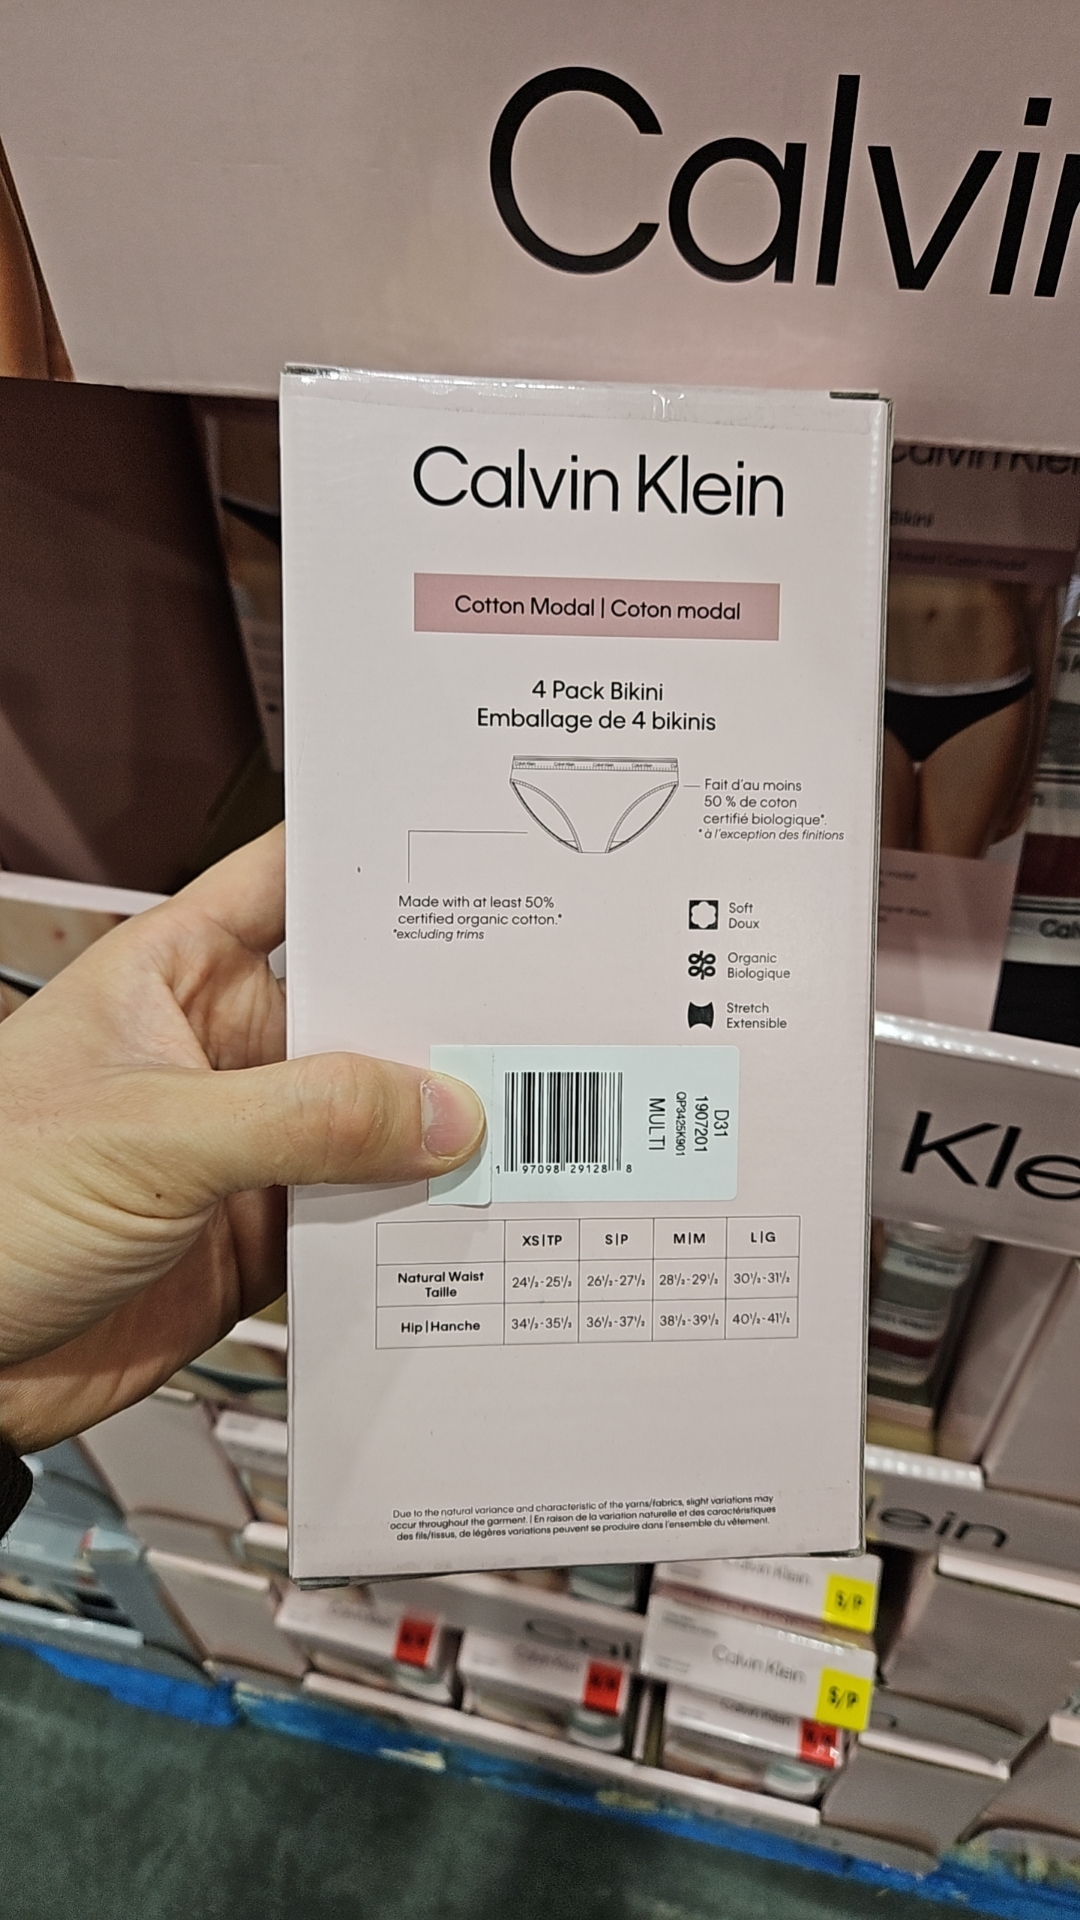 Calvin
Calvin Klein
Cotton Modal | Coton modal
4 Pack Bikini
Emballage de 4 bikinis
Fait d'au moins
50 % de coton
certifié biologique*.
*à l'exception des finitions
Made with at least 50%
certified organic cotton.*
*excluding trims
Soft
Doux
Organic
Biologique
Stretch
Extensible
1 97098 29128 8
D31
1907201
QP3425K901
MULTI
XS|TP S|P M|M L|G
Natural Waist
Taille
24½-25½ 26½-27½ 28½-29½ 30½-31½
Hip|Hanche 34½-35½ 36½-37½ 38½-39½ 40½-41½
Due to the natural variance and characteristic of the yarns/fabrics, slight variations may
occur throughout the garment. | En raison de la variation naturelle et des caractéristiques
des fils/tissus, de légères variations peuvent se produire dans l'ensemble du vêtement.
Calvin Klein
Bikini
Kle
lein
Cal
S/P
Calvin Klein
S/P